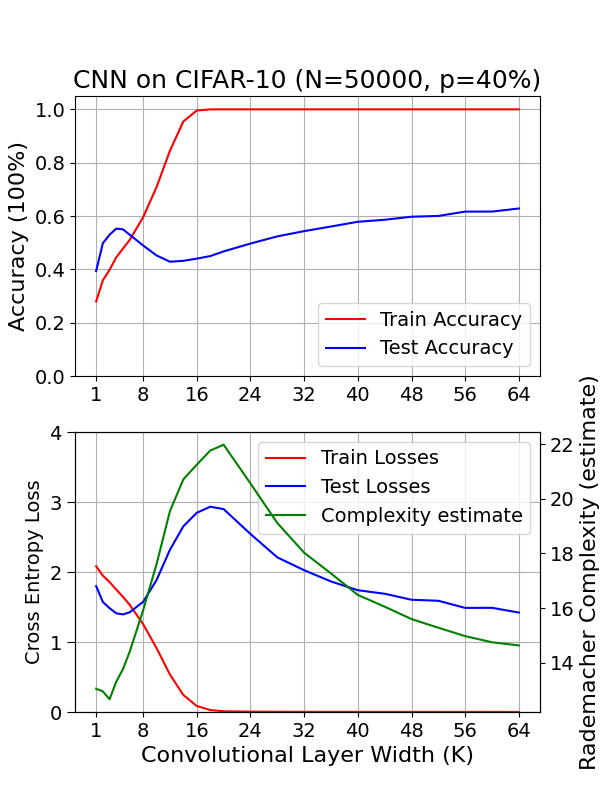 CNN on CIFAR-10 (N=50000, p=40%)
Accuracy (100%)
1.0
0.8
0.6
0.4
0.2
0.0
Train Accuracy
Test Accuracy
1 8 16 24 32 40 48 56 64
Cross Entropy Loss
4
3
2
1
0
Train Losses
Test Losses
Complexity estimate
22
20
18
16
14
Rademacher Complexity (estimate)
1 8 16 24 32 40 48 56 64
Convolutional Layer Width (K)